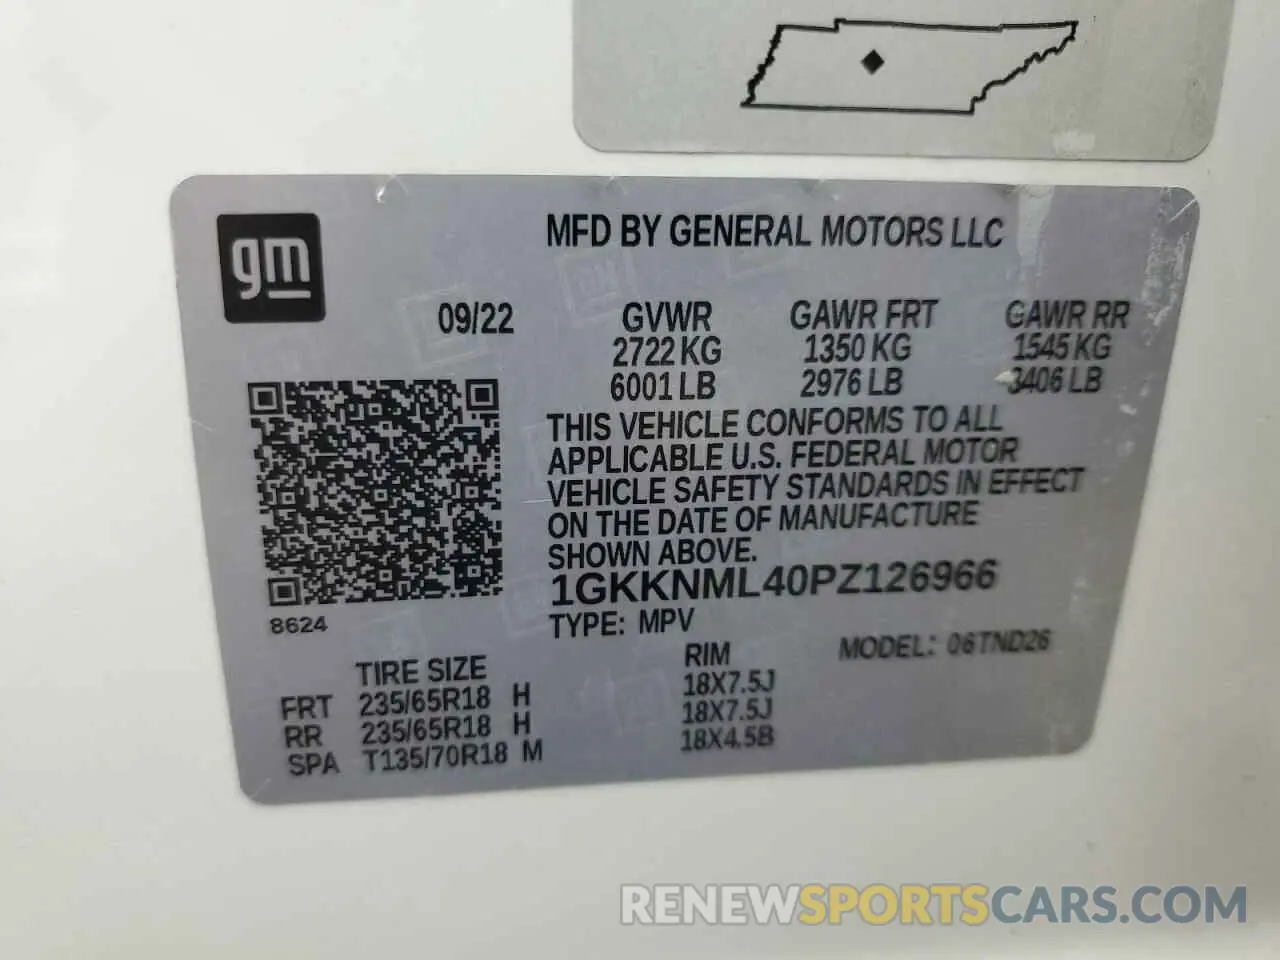 gm
MFD BY GENERAL MOTORS LLC
09/22 GVWR GAWR FRT GAWR RR
2722 KG 1350 KG 1545 KG
6001 LB 2976 LB 3406 LB
THIS VEHICLE CONFORMS TO ALL
APPLICABLE U.S. FEDERAL MOTOR
VEHICLE SAFETY STANDARDS IN EFFECT
ON THE DATE OF MANUFACTURE
SHOWN ABOVE.
1GKKNML40PZ126966
8624
TYPE: MPV
MODEL: 06TND26
TIRE SIZE RIM
FRT 235/65R18 H 18X7.5J
RR 235/65R18 H 18X7.5J
SPA T135/70R18 M 18X4.5B
RENEWSPORTSCARS.COM